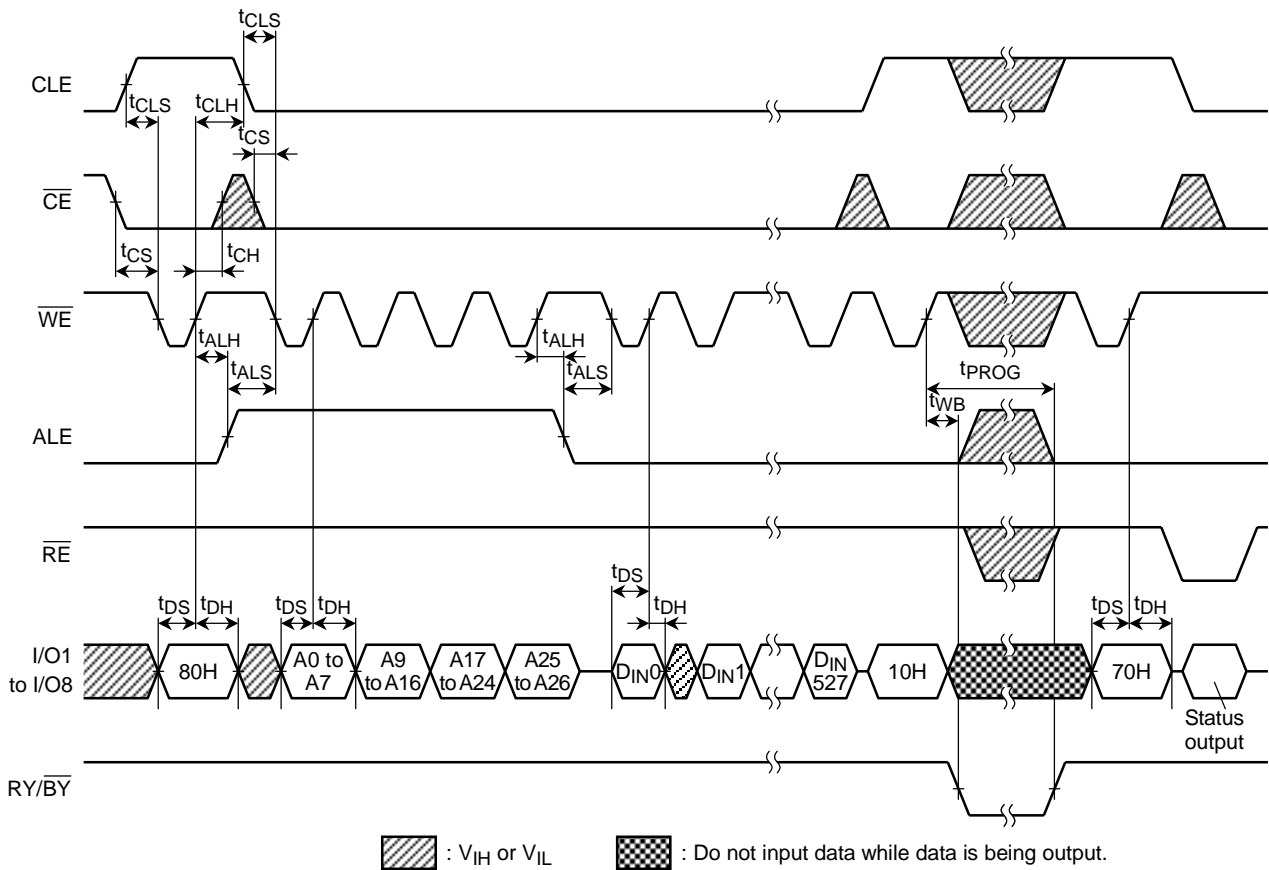 tCLS
CLE
tCLS
tCLH
tCS
CE
tCS
tCH
WE
tALH
tALS
tALH
tALS
tPROG
tWB
ALE
RE
tDS
tDS
tDH
tDS
tDH
tDH
tDS
tDH
I/O1
to I/O8
80H
A0 to
A7
A9
to A16
A17
to A24
A25
to A26
DIN0
DIN1
DIN
527
10H
70H
Status
output
RY/BY
: VIH or VIL
: Do not input data while data is being output.